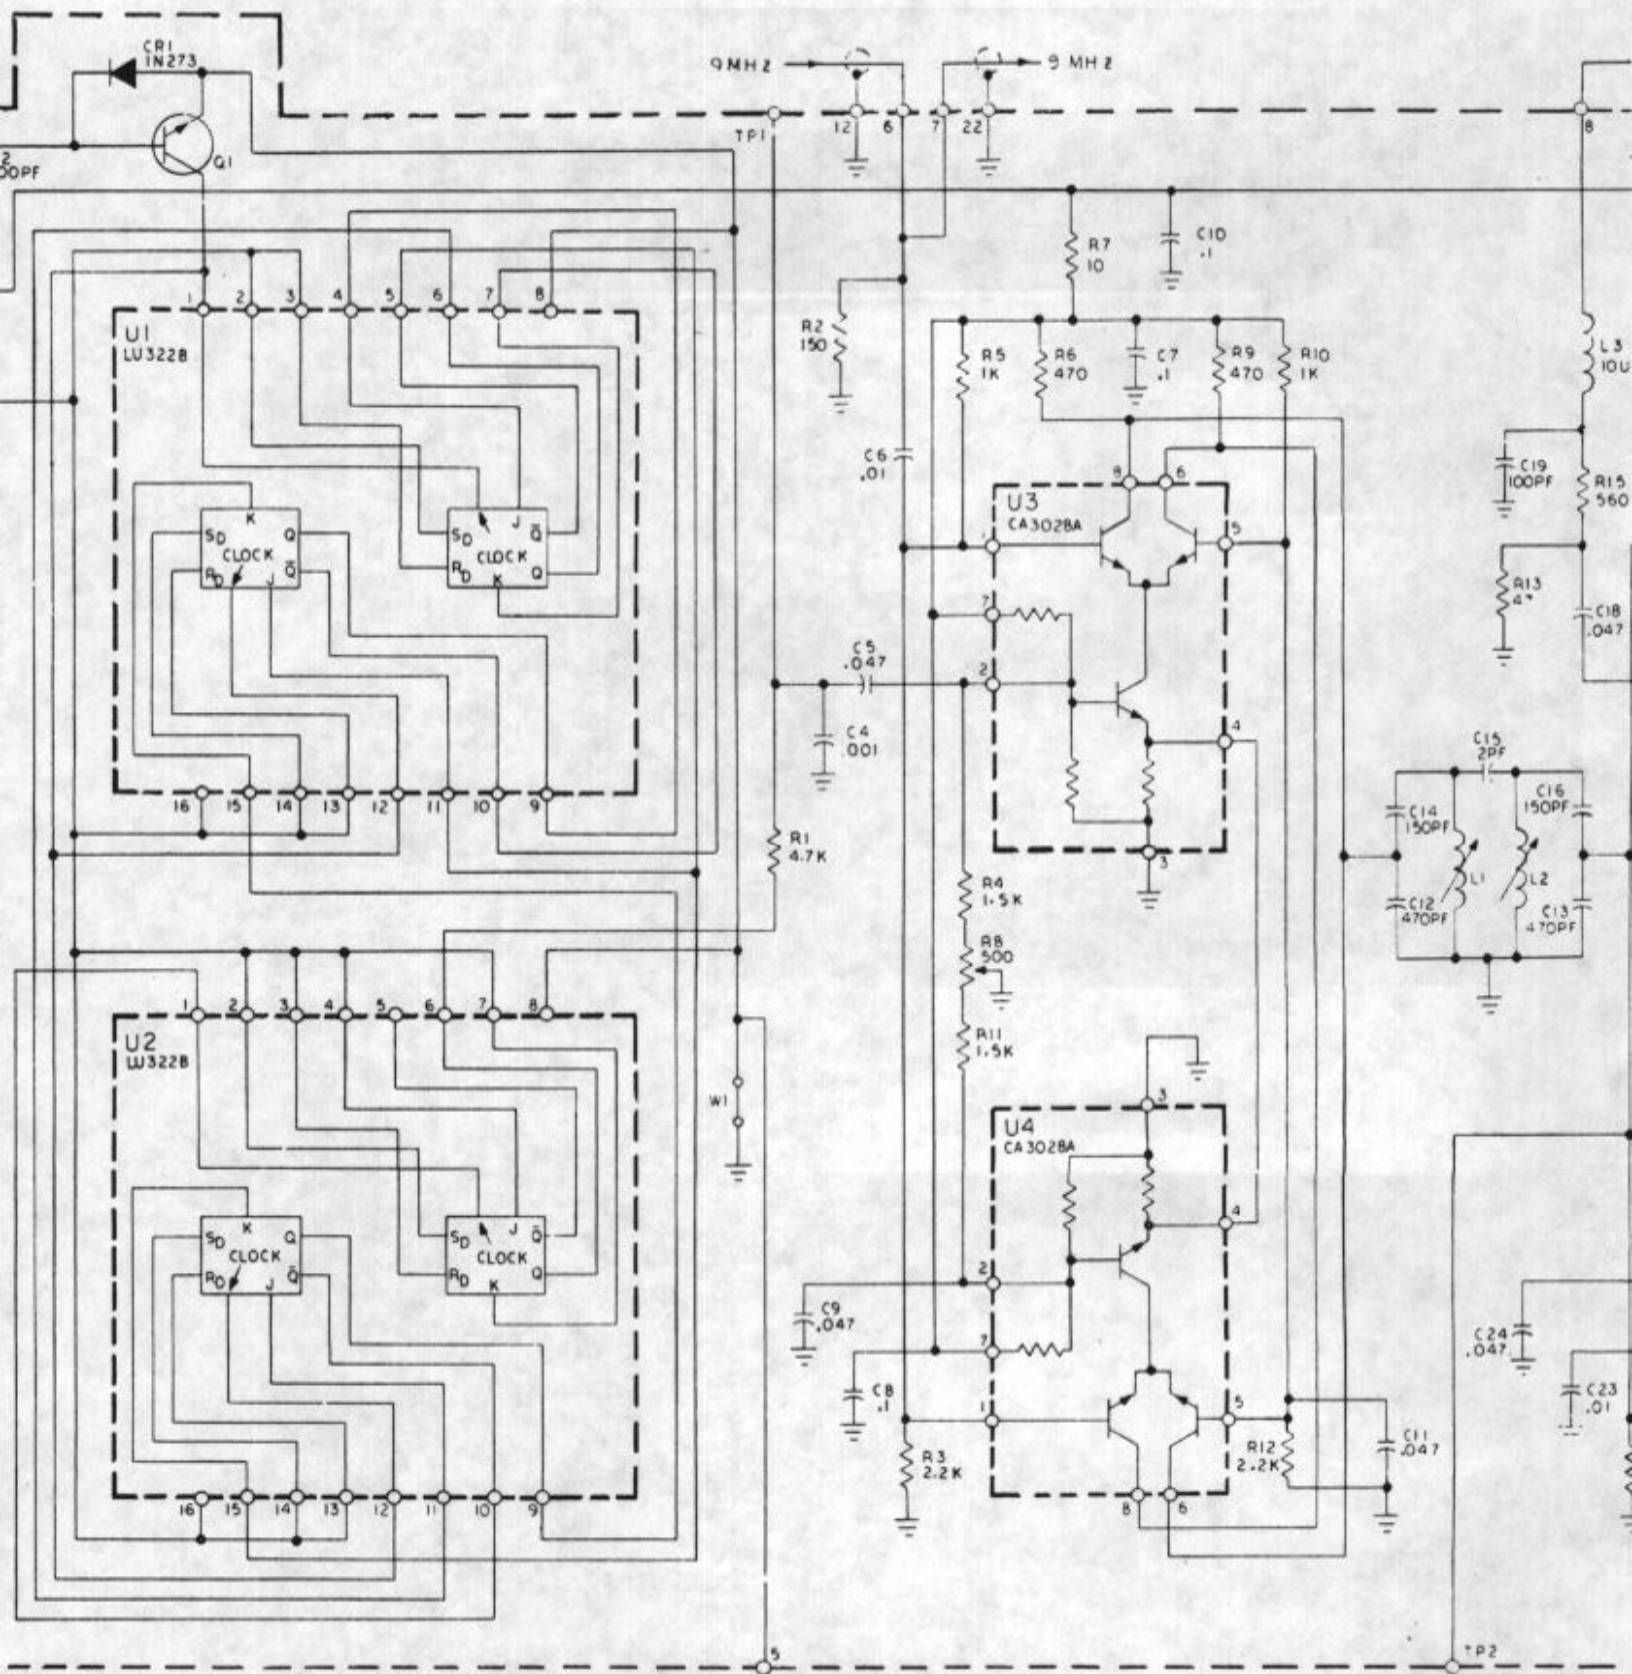 CR1
1N273
9MHZ
9 MHZ
TP1
12
6
7
22
8
2
00PF
Q1
R7
10
C10
.1
1
2
3
4
5
6
7
8
U1
LU322B
R2
150
R5
1K
R6
470
C7
.1
R9
470
R10
1K
L3
10U
C6
.01
8
6
U3
CA3028A
C19
100PF
R15
560
K
SD
Q
CLOCK
RD
J
Q̄
J
SD
Q̄
CLOCK
RD
Q
K
1
5
7
R13
C18
.047
C5
.047
2
C4
001
4
C15
2PF
C14
150PF
C16
150PF
16
15
14
13
12
11
10
9
R1
4.7K
3
L1
L2
R4
1.5K
C12
470PF
C13
470PF
R8
500
1
2
3
4
5
6
7
8
U2
LU322B
R11
1.5K
W1
3
U4
CA3028A
K
SD
Q
CLOCK
RD
J
Q̄
J
SD
Q̄
CLOCK
RD
Q
K
4
2
C9
.047
7
C24
.047
C8
.1
1
5
C23
.01
R3
2.2K
R12
2.2K
C11
.047
8
6
16
15
14
13
12
11
10
9
5
TP2